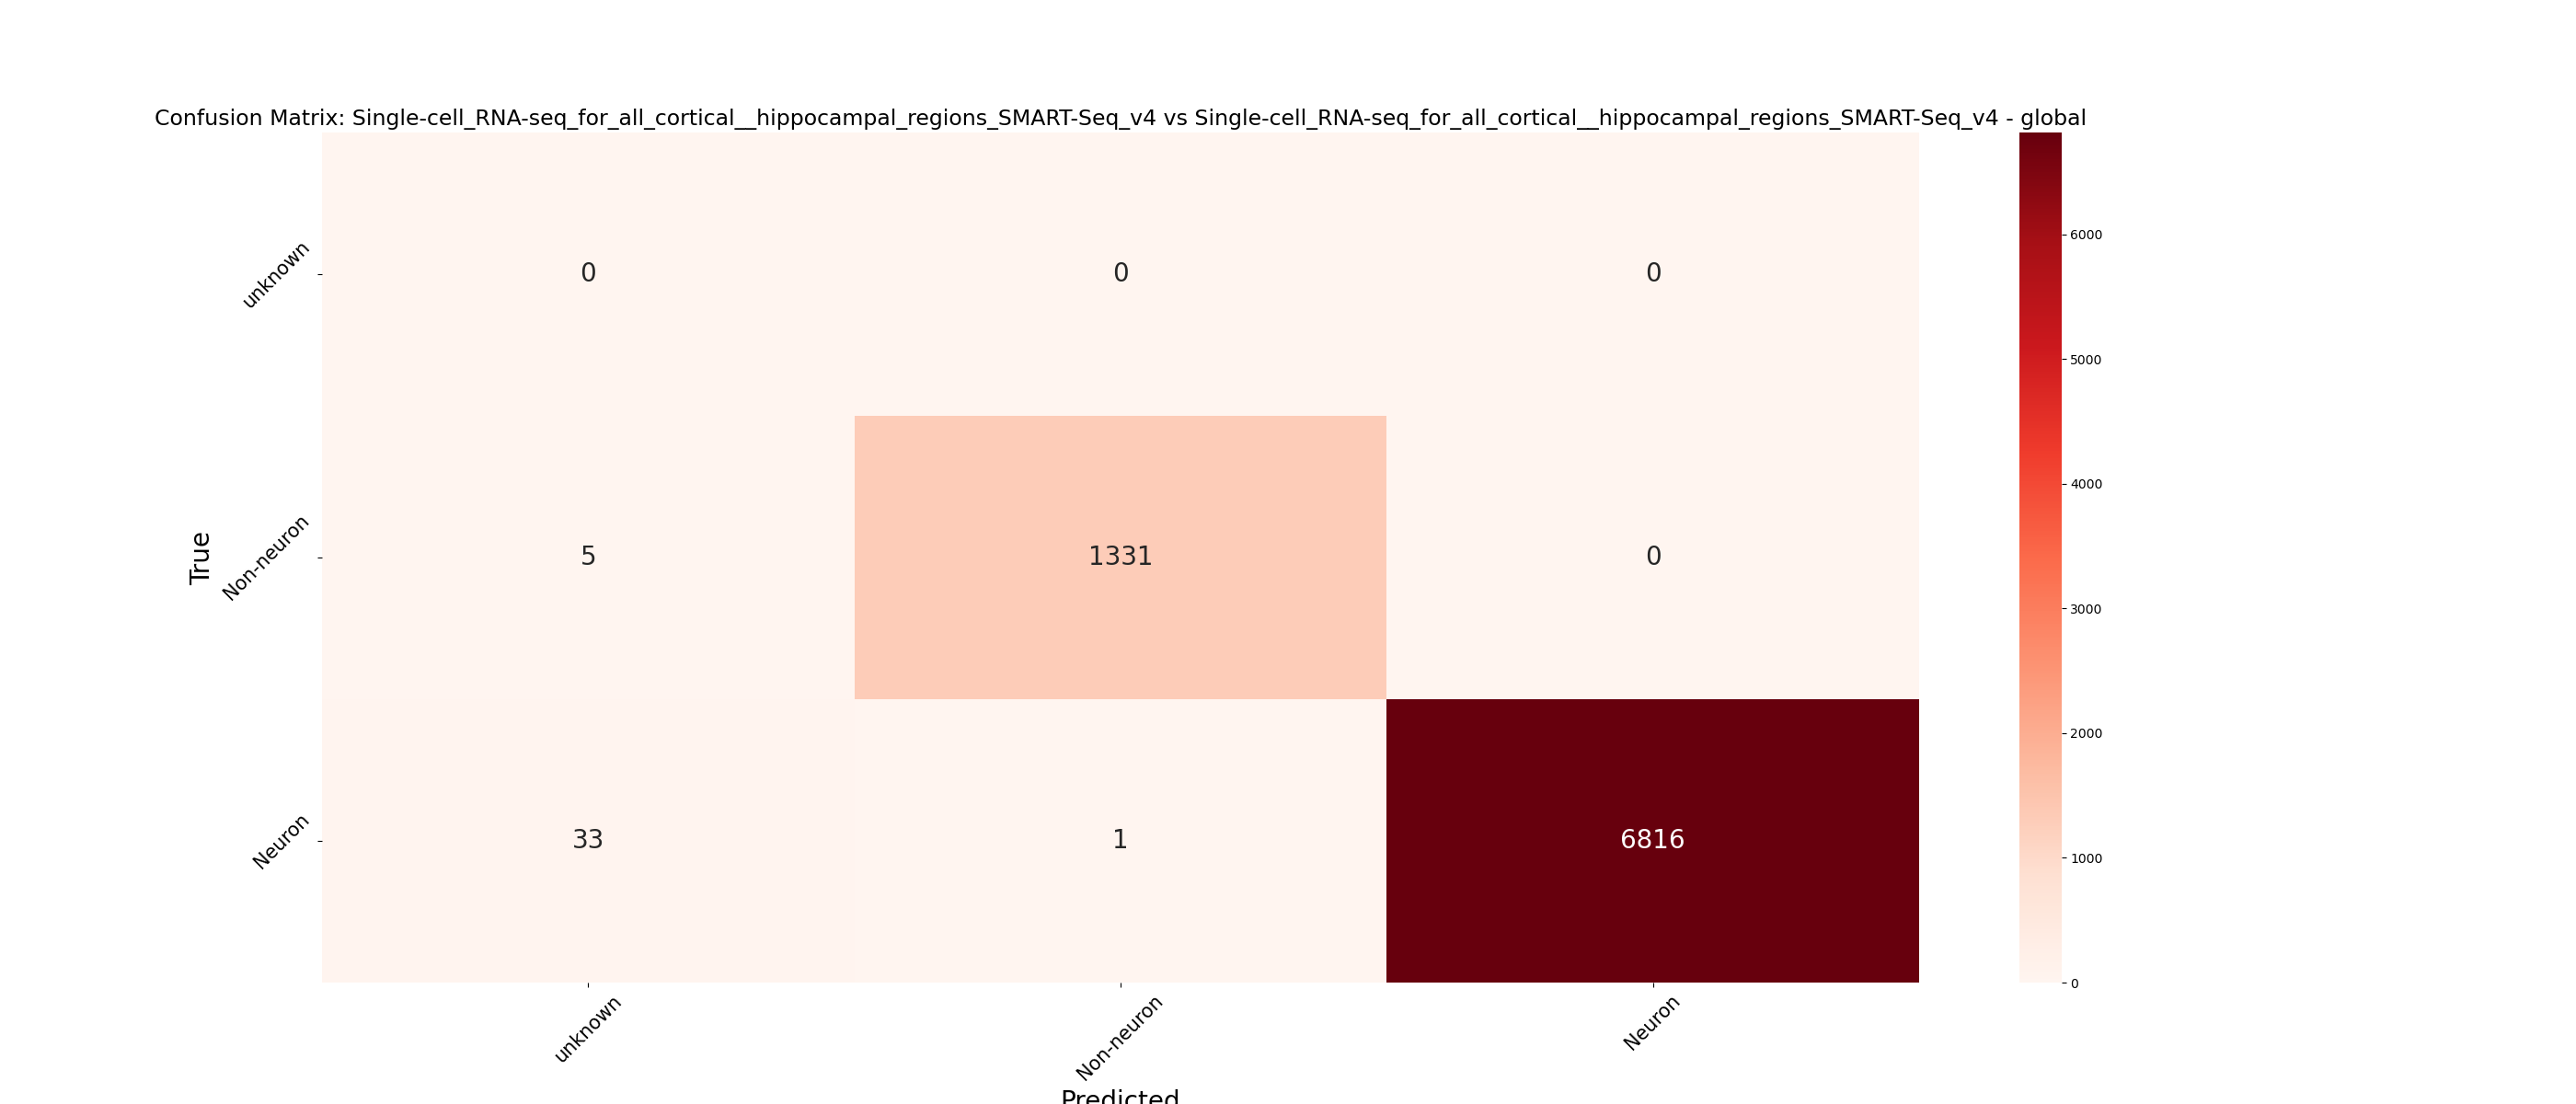 Confusion Matrix: Single-cell_RNA-seq_for_all_cortical__hippocampal_regions_SMART-Seq_v4 vs Single-cell_RNA-seq_for_all_cortical__hippocampal_regions_SMART-Seq_v4 - global
True
unknown
0 0 0
Non-neuron
5 1331 0
Neuron
33 1 6816
unknown Non-neuron Neuron
Predicted
6000
5000
4000
3000
2000
1000
0